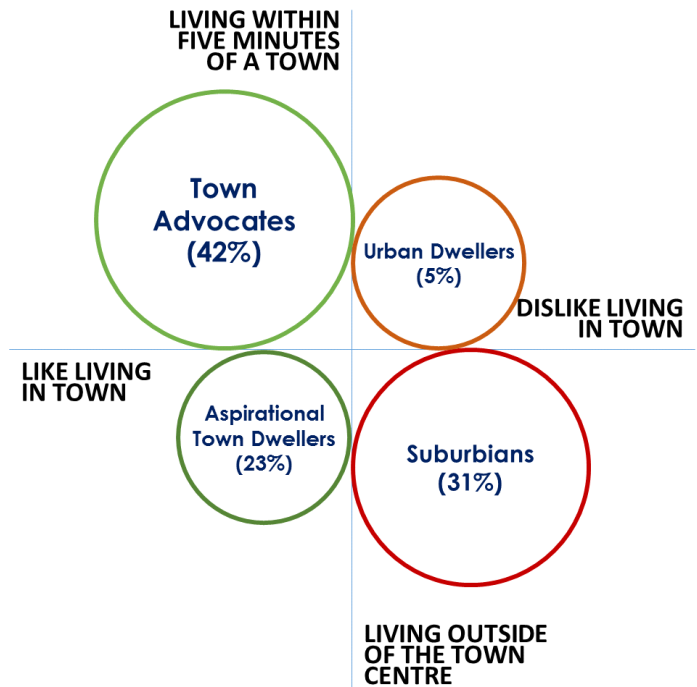 LIVING WITHIN
FIVE MINUTES
OF A TOWN
Town
Advocates
(42%)
Urban Dwellers
(5%)
DISLIKE LIVING
IN TOWN
LIKE LIVING
IN TOWN
Aspirational
Town Dwellers
(23%)
Suburbians
(31%)
LIVING OUTSIDE
OF THE TOWN
CENTRE